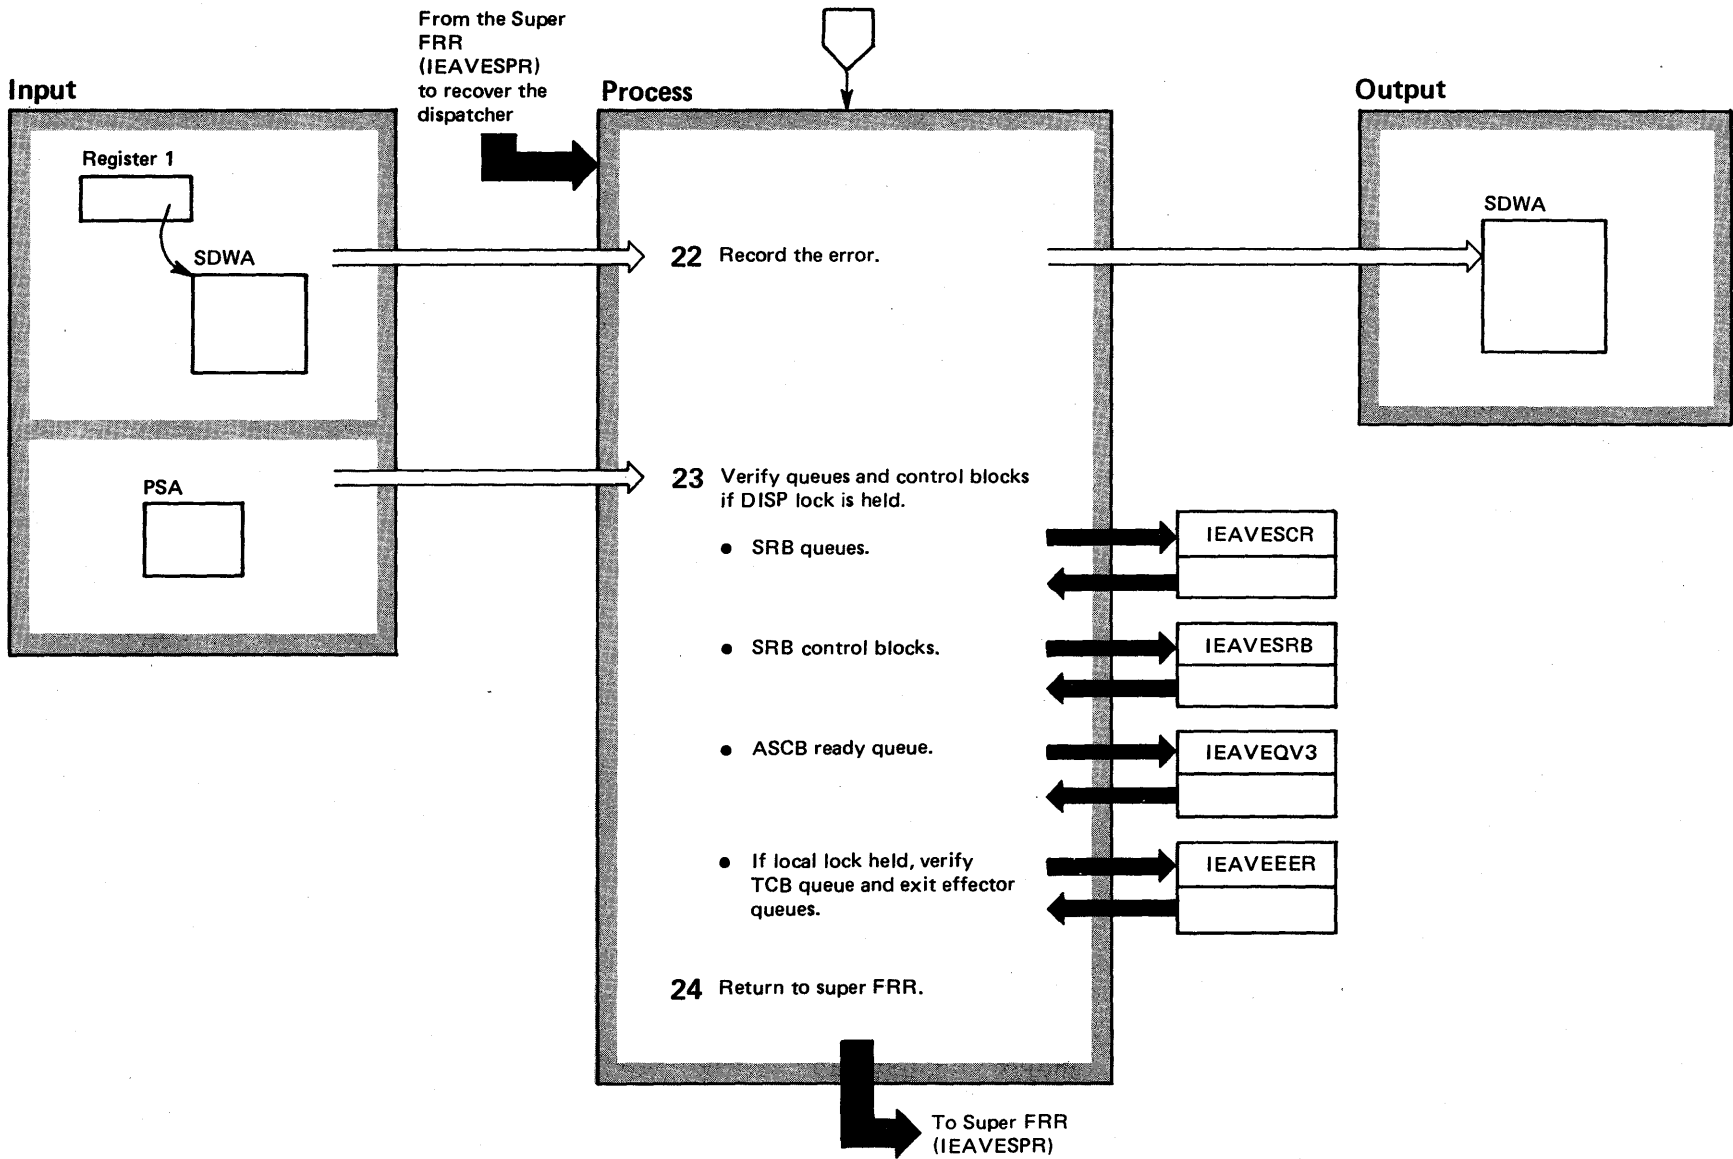 From the Super
FRR
(IEAVESPR)
to recover the
dispatcher
Input
Process
Output
Register 1
SDWA
SDWA
22 Record the error.
PSA
23 Verify queues and control blocks
if DISP lock is held.
• SRB queues.
IEAVESCR
• SRB control blocks.
IEAVESRB
• ASCB ready queue.
IEAVEQV3
• If local lock held, verify
TCB queue and exit effector
queues.
IEAVEEER
24 Return to super FRR.
To Super FRR
(IEAVESPR)